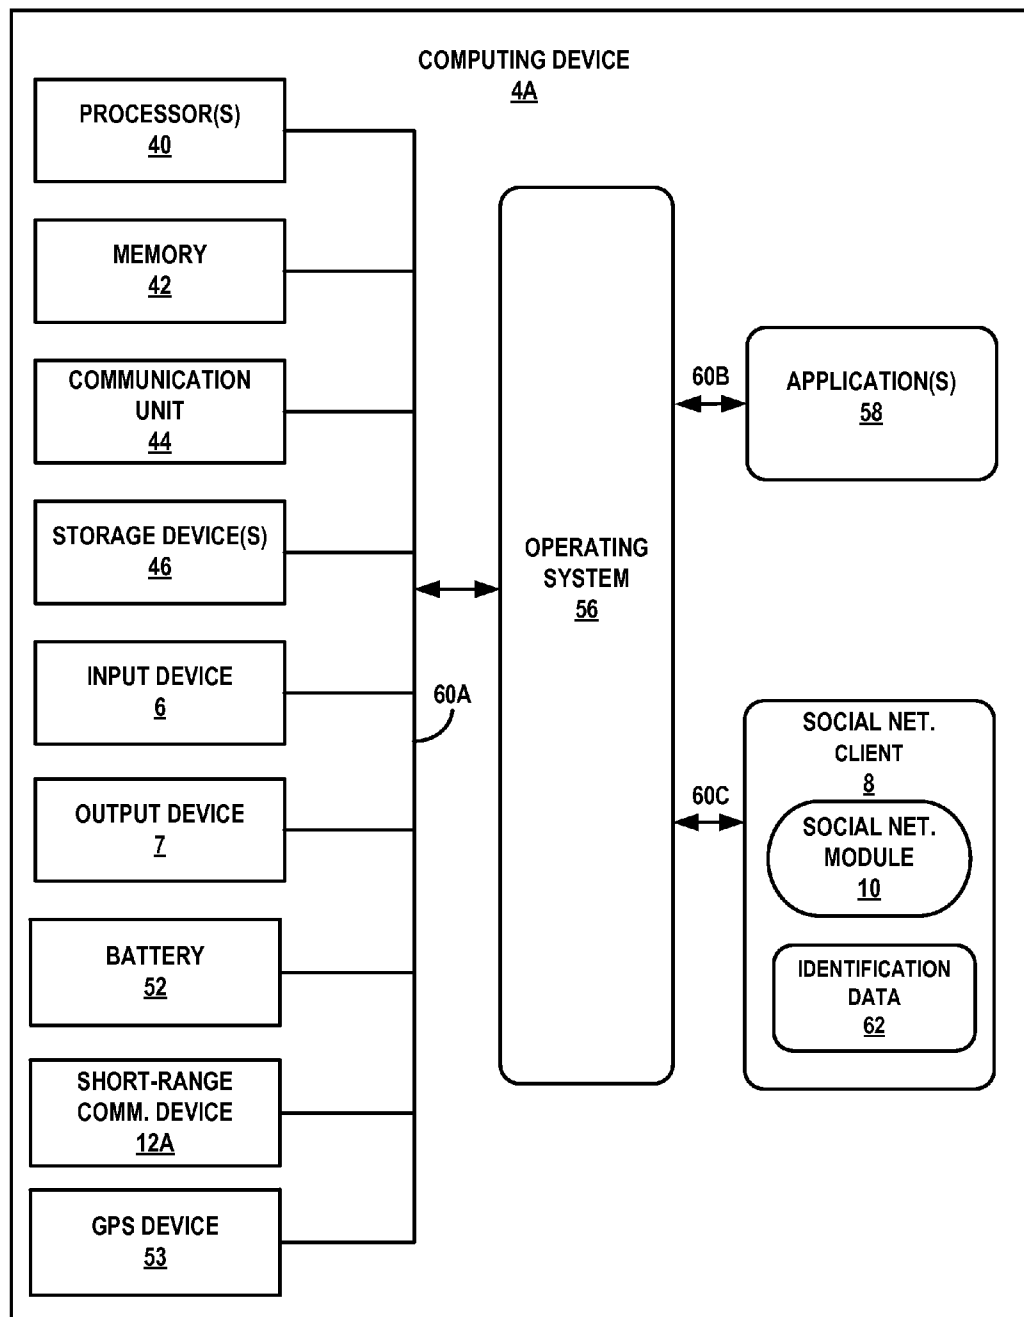 COMPUTING DEVICE
4A
PROCESSOR(S)
40
MEMORY
42
COMMUNICATION
UNIT
44
STORAGE DEVICE(S)
46
INPUT DEVICE
6
OUTPUT DEVICE
7
BATTERY
52
SHORT-RANGE
COMM. DEVICE
12A
GPS DEVICE
53
60A
OPERATING
SYSTEM
56
60B
APPLICATION(S)
58
60C
SOCIAL NET.
CLIENT
8
SOCIAL NET.
MODULE
10
IDENTIFICATION
DATA
62